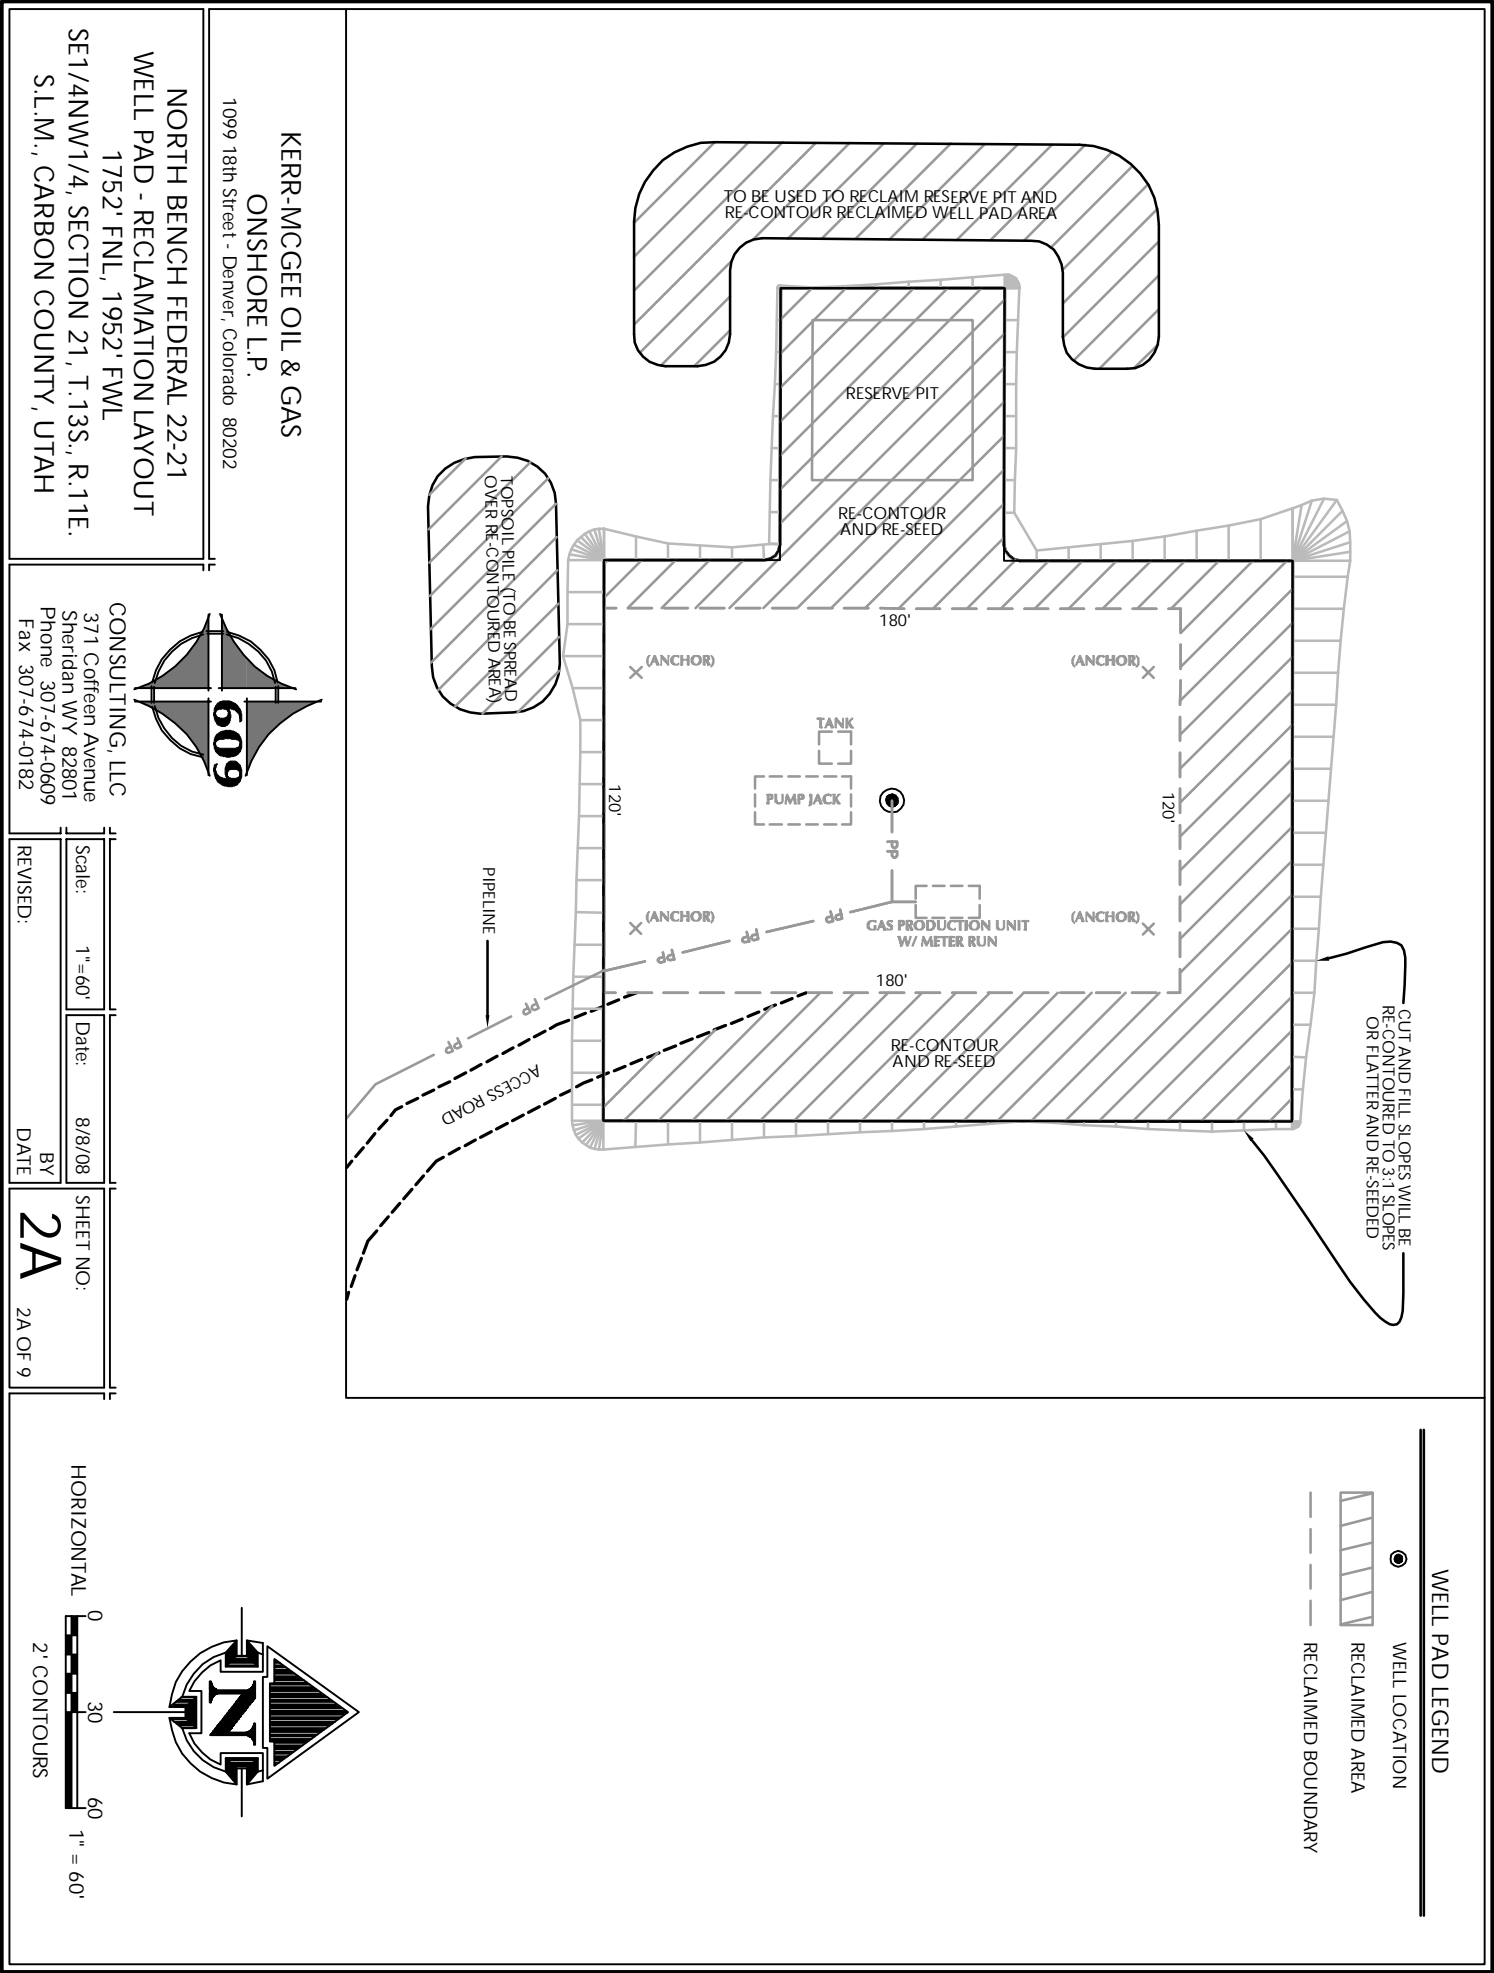 TO BE USED TO RECLAIM RESERVE PIT AND
RE-CONTOUR RECLAIMED WELL PAD AREA
RESERVE PIT
RE-CONTOUR
AND RE-SEED
TOPSOIL PILE (TO BE SPREAD
OVER RE-CONTOURED AREA)
180'
(ANCHOR)
(ANCHOR)
TANK
PUMP JACK
120'
120'
PP
(ANCHOR)
(ANCHOR)
GAS PRODUCTION UNIT
W/ METER RUN
PP
PP
PP
PP
PP
180'
PIPELINE
ACCESS ROAD
RE-CONTOUR
AND RE-SEED
CUT AND FILL SLOPES WILL BE
RE-CONTOURED TO 3:1 SLOPES
OR FLATTER AND RE-SEEDED
WELL PAD LEGEND
WELL LOCATION
RECLAIMED AREA
RECLAIMED BOUNDARY
KERR-MCGEE OIL & GAS
ONSHORE L.P.
1099 18th Street - Denver, Colorado 80202
NORTH BENCH FEDERAL 22-21
WELL PAD - RECLAMATION LAYOUT
1752' FNL, 1952' FWL
SE1/4NW1/4, SECTION 21, T.13S., R.11E.
S.L.M., CARBON COUNTY, UTAH
609
CONSULTING, LLC
371 Coffeen Avenue
Sheridan WY 82801
Phone 307-674-0609
Fax 307-674-0182
Scale: 1"=60'
Date: 8/8/08
REVISED:
BY
DATE
SHEET NO:
2A
2A OF 9
N
HORIZONTAL 0 30 60 1" = 60'
2' CONTOURS